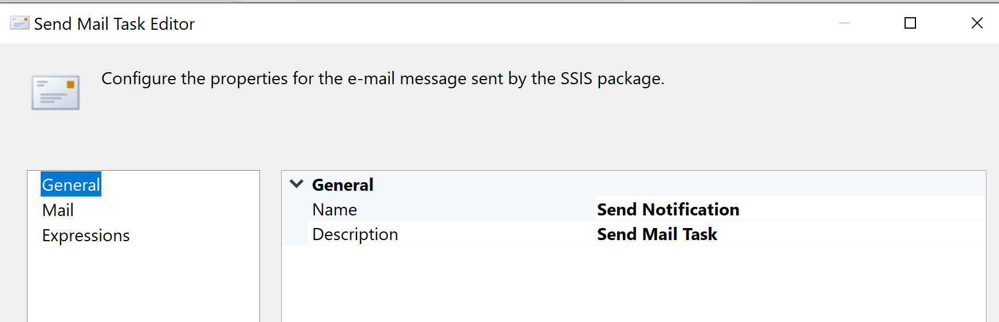 Send Mail Task Editor
Configure the properties for the e-mail message sent by the SSIS package.
General
Mail
Expressions
General
Name Send Notification
Description Send Mail Task